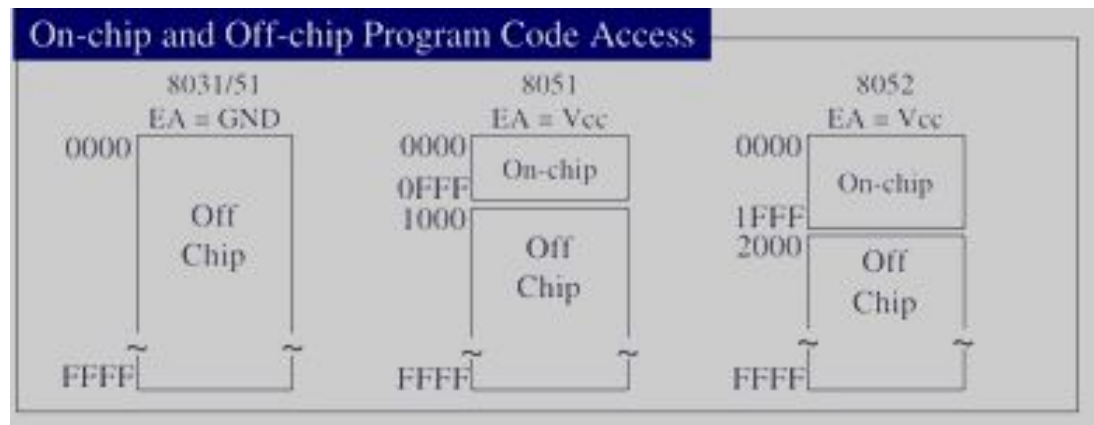 On-chip and Off-chip Program Code Access
8031/51
EA = GND
0000
Off
Chip
FFFF
8051
EA = Vcc
0000
On-chip
0FFF
1000
Off
Chip
FFFF
8052
EA = Vcc
0000
On-chip
1FFF
2000
Off
Chip
FFFF